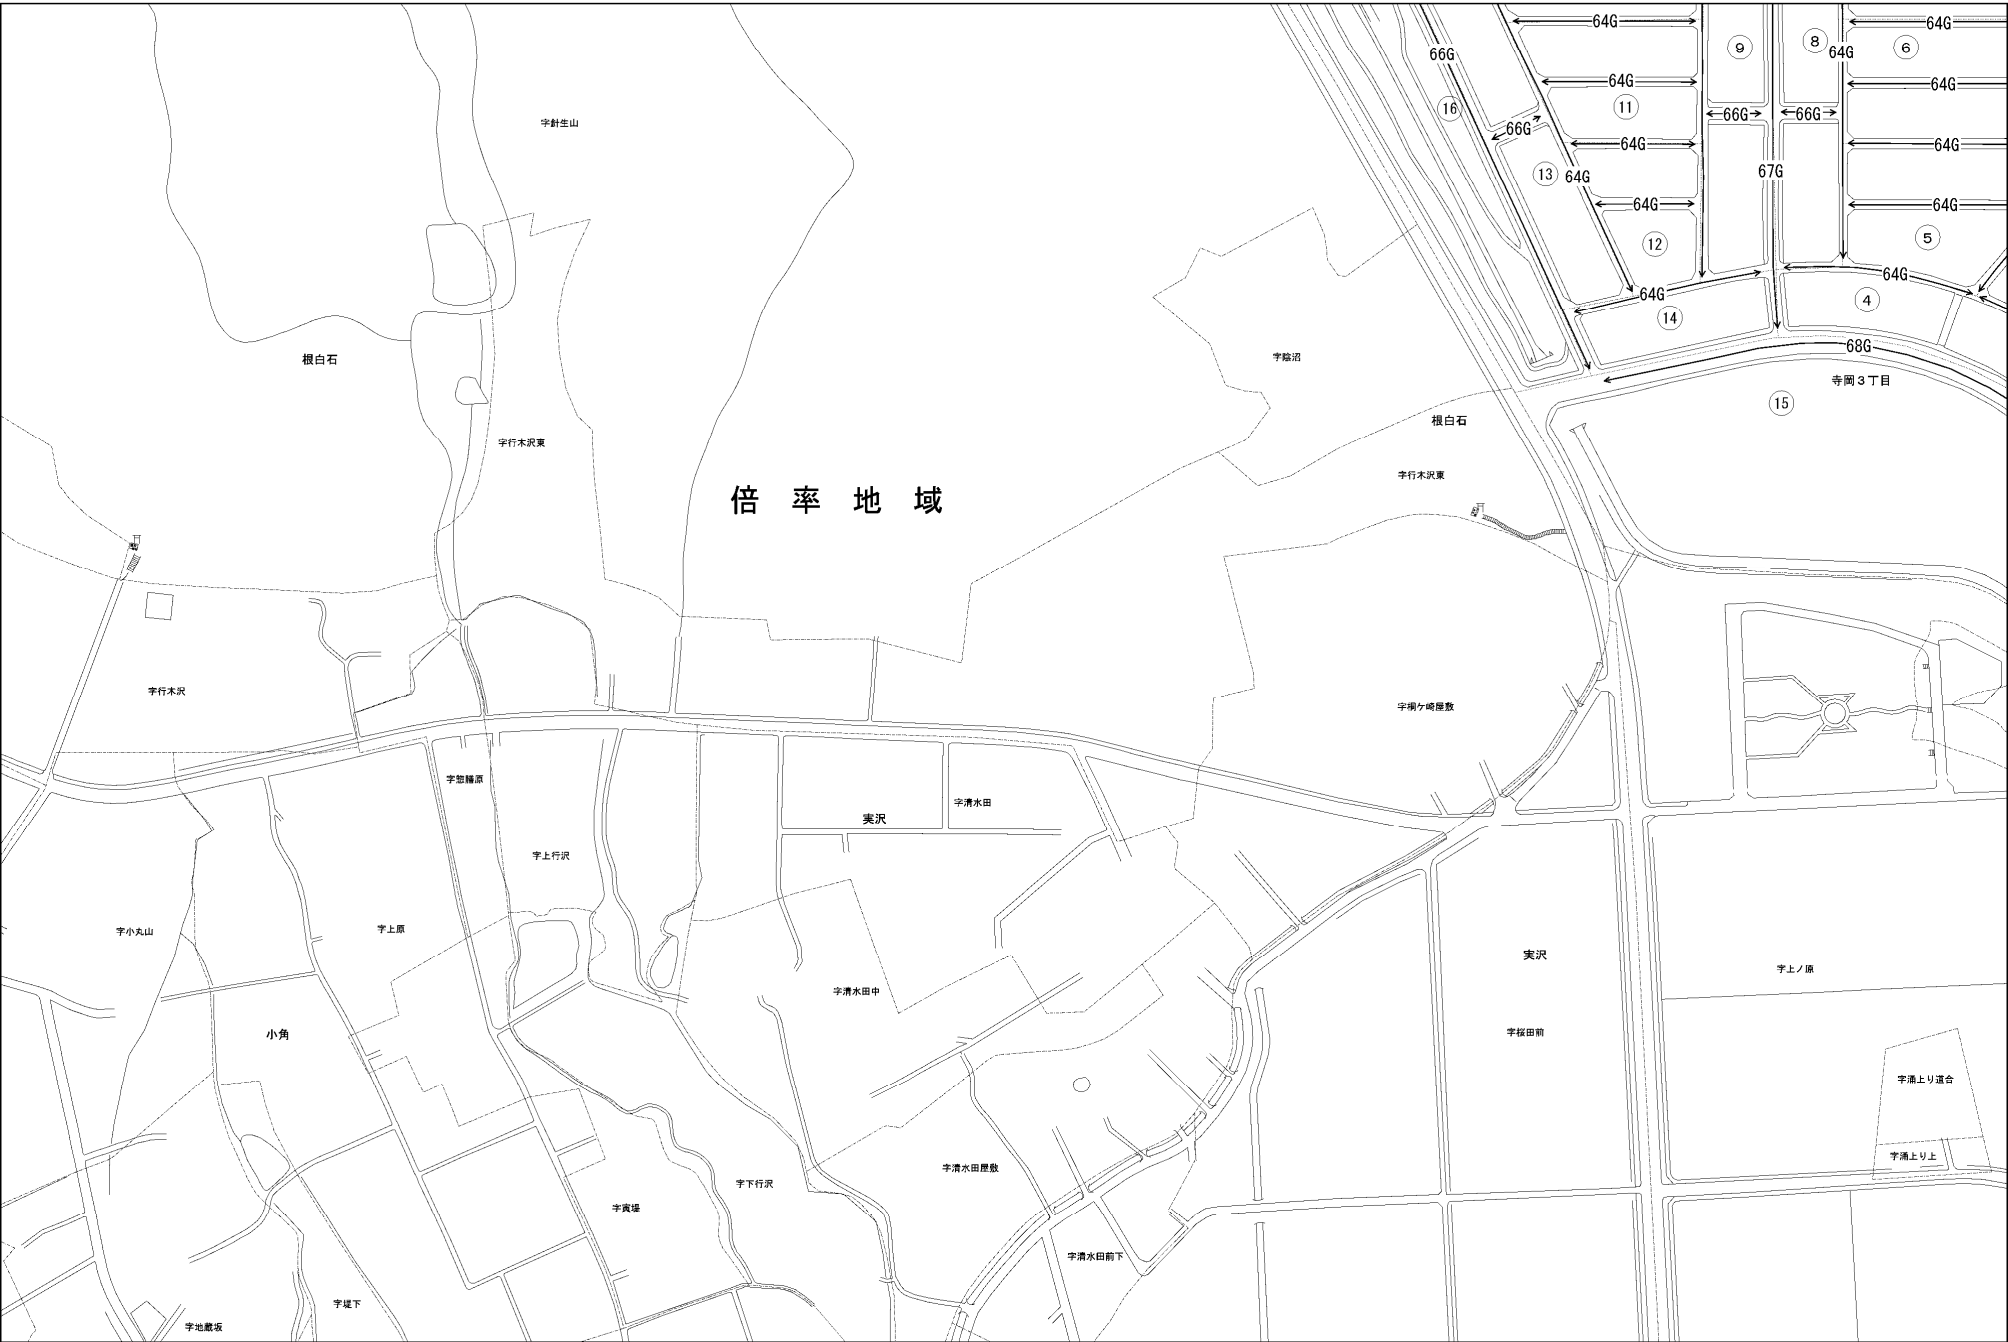 64G
64G
9
8
64G
6
66G
64G
64G
16
11
66G
66G
66G
64G
64G
13
64G
67G
64G
64G
12
5
64G
64G
4
14
68G
寺岡３丁目
15
字針生山
根白石
字陰沼
根白石
字行木沢東
字行木沢東
倍率地域
字行木沢
字桐ケ崎屋敷
字惣膳原
字清水田
実沢
字上行沢
字小丸山
字上原
実沢
字上ノ原
字清水田中
小角
字桜田前
字涌上り道合
字涌上り上
字清水田屋敷
字下行沢
字寅堤
字清水田前下
字堤下
字地蔵坂